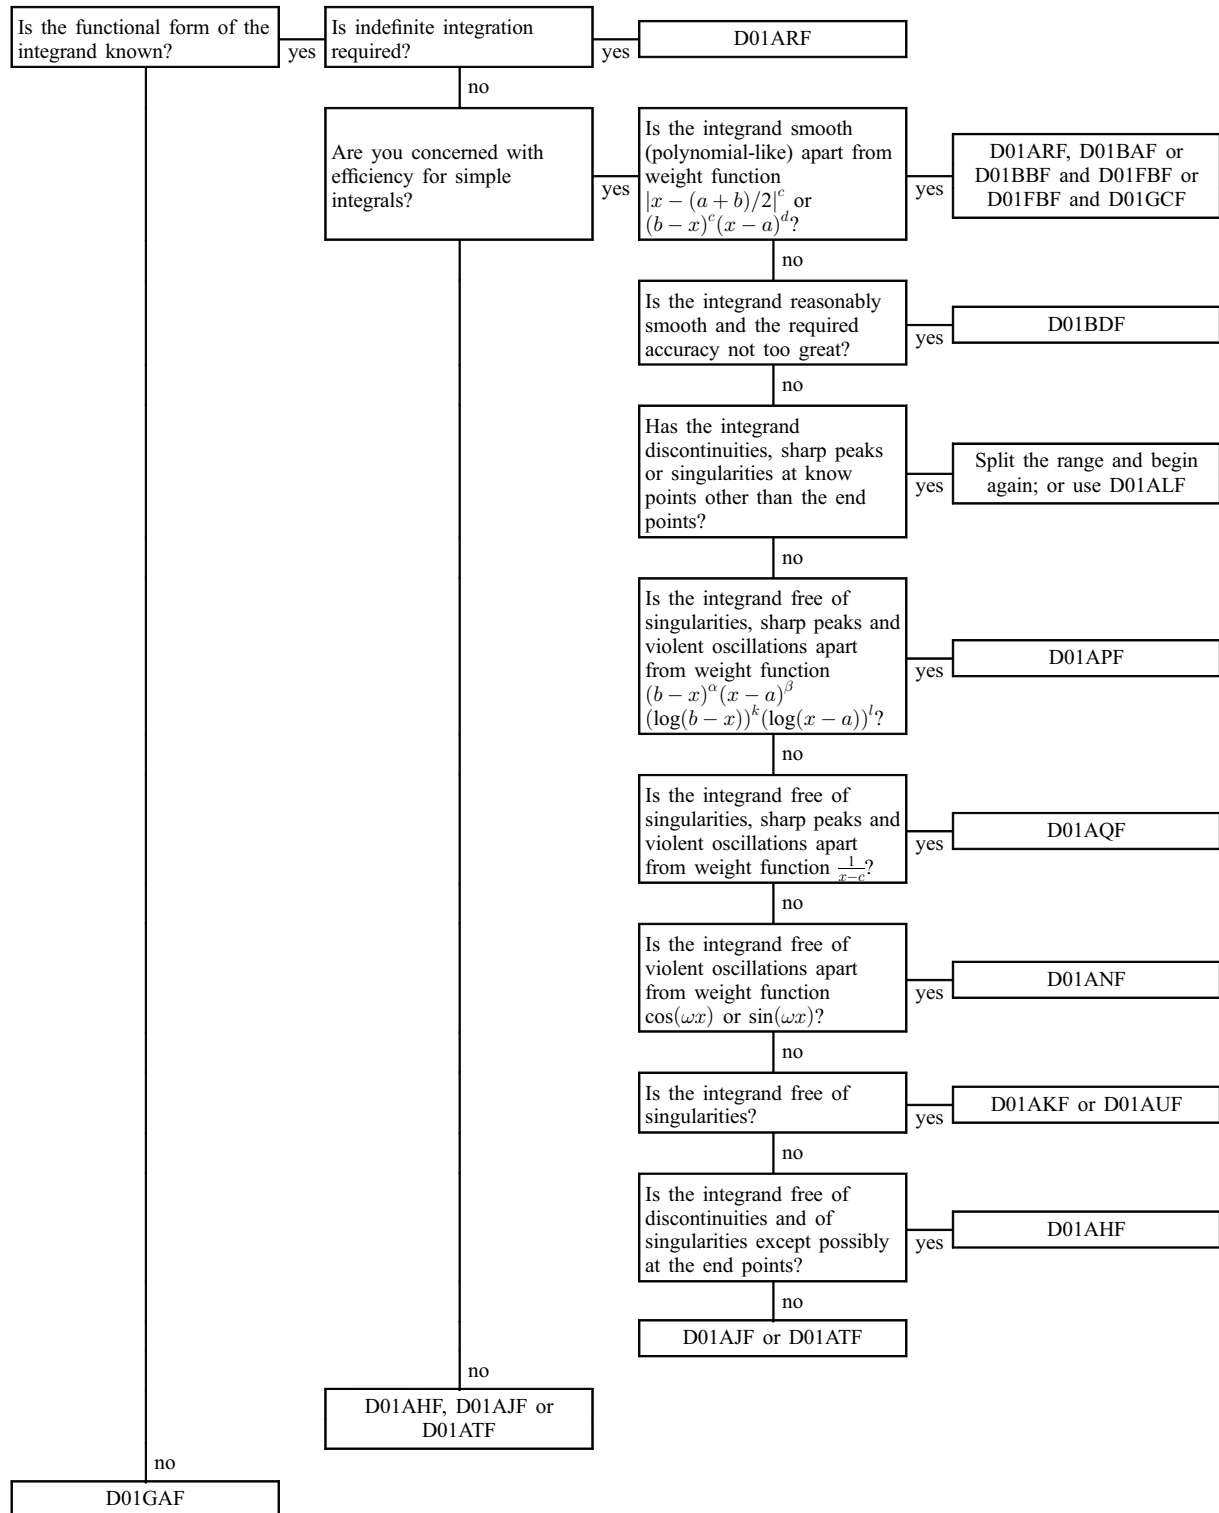 Is the functional form of the
integrand known?
yes
Is indefinite integration
required?
yes
D01ARF
no
Are you concerned with
efficiency for simple
integrals?
yes
Is the integrand smooth
(polynomial-like) apart from
weight function
|x − (a + b)/2|^c or
(b − x)^c(x − a)^d?
yes
D01ARF, D01BAF or
D01BBF and D01FBF or
D01FBF and D01GCF
no
Is the integrand reasonably
smooth and the required
accuracy not too great?
yes
D01BDF
no
Has the integrand
discontinuities, sharp peaks
or singularities at know
points other than the end
points?
yes
Split the range and begin
again; or use D01ALF
no
Is the integrand free of
singularities, sharp peaks and
violent oscillations apart
from weight function
(b − x)^α(x − a)^β
(log(b − x))^k(log(x − a))^l?
yes
D01APF
no
Is the integrand free of
singularities, sharp peaks and
violent oscillations apart
from weight function 1/(x−c)?
yes
D01AQF
no
Is the integrand free of
violent oscillations apart
from weight function
cos(ωx) or sin(ωx)?
yes
D01ANF
no
Is the integrand free of
singularities?
yes
D01AKF or D01AUF
no
Is the integrand free of
discontinuities and of
singularities except possibly
at the end points?
yes
D01AHF
no
D01AJF or D01ATF
no
D01AHF, D01AJF or
D01ATF
no
D01GAF